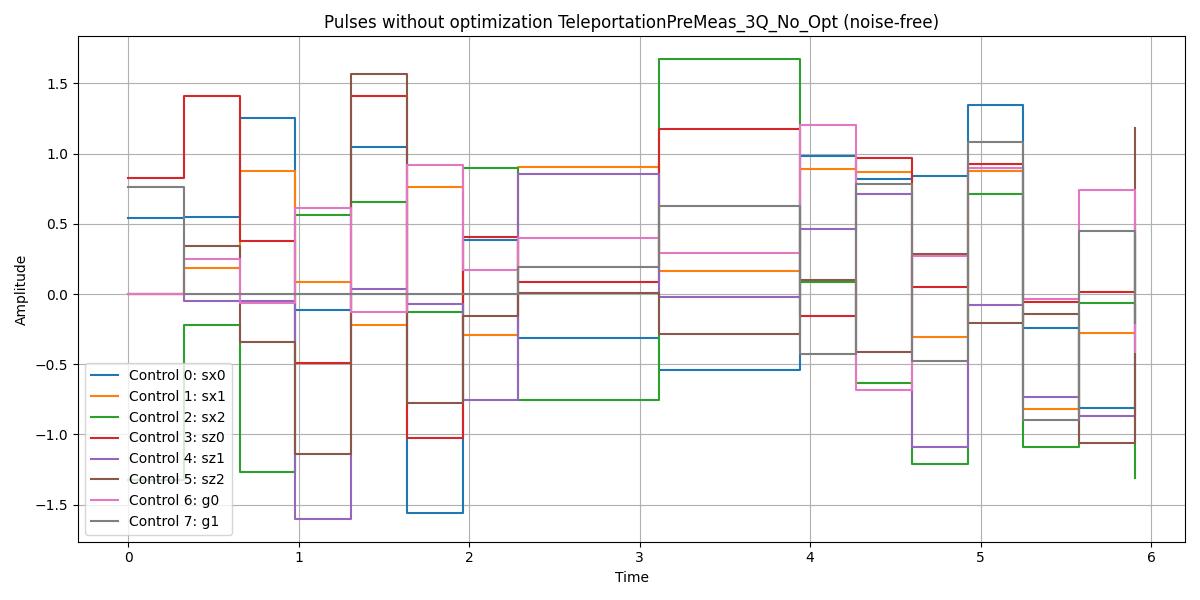 Pulses without optimization TeleportationPreMeas_3Q_No_Opt (noise-free)
1.5
1.0
0.5
0.0
−0.5
−1.0
−1.5
Amplitude
Control 0: sx0
Control 1: sx1
Control 2: sx2
Control 3: sz0
Control 4: sz1
Control 5: sz2
Control 6: g0
Control 7: g1
0 1 2 3 4 5 6
Time